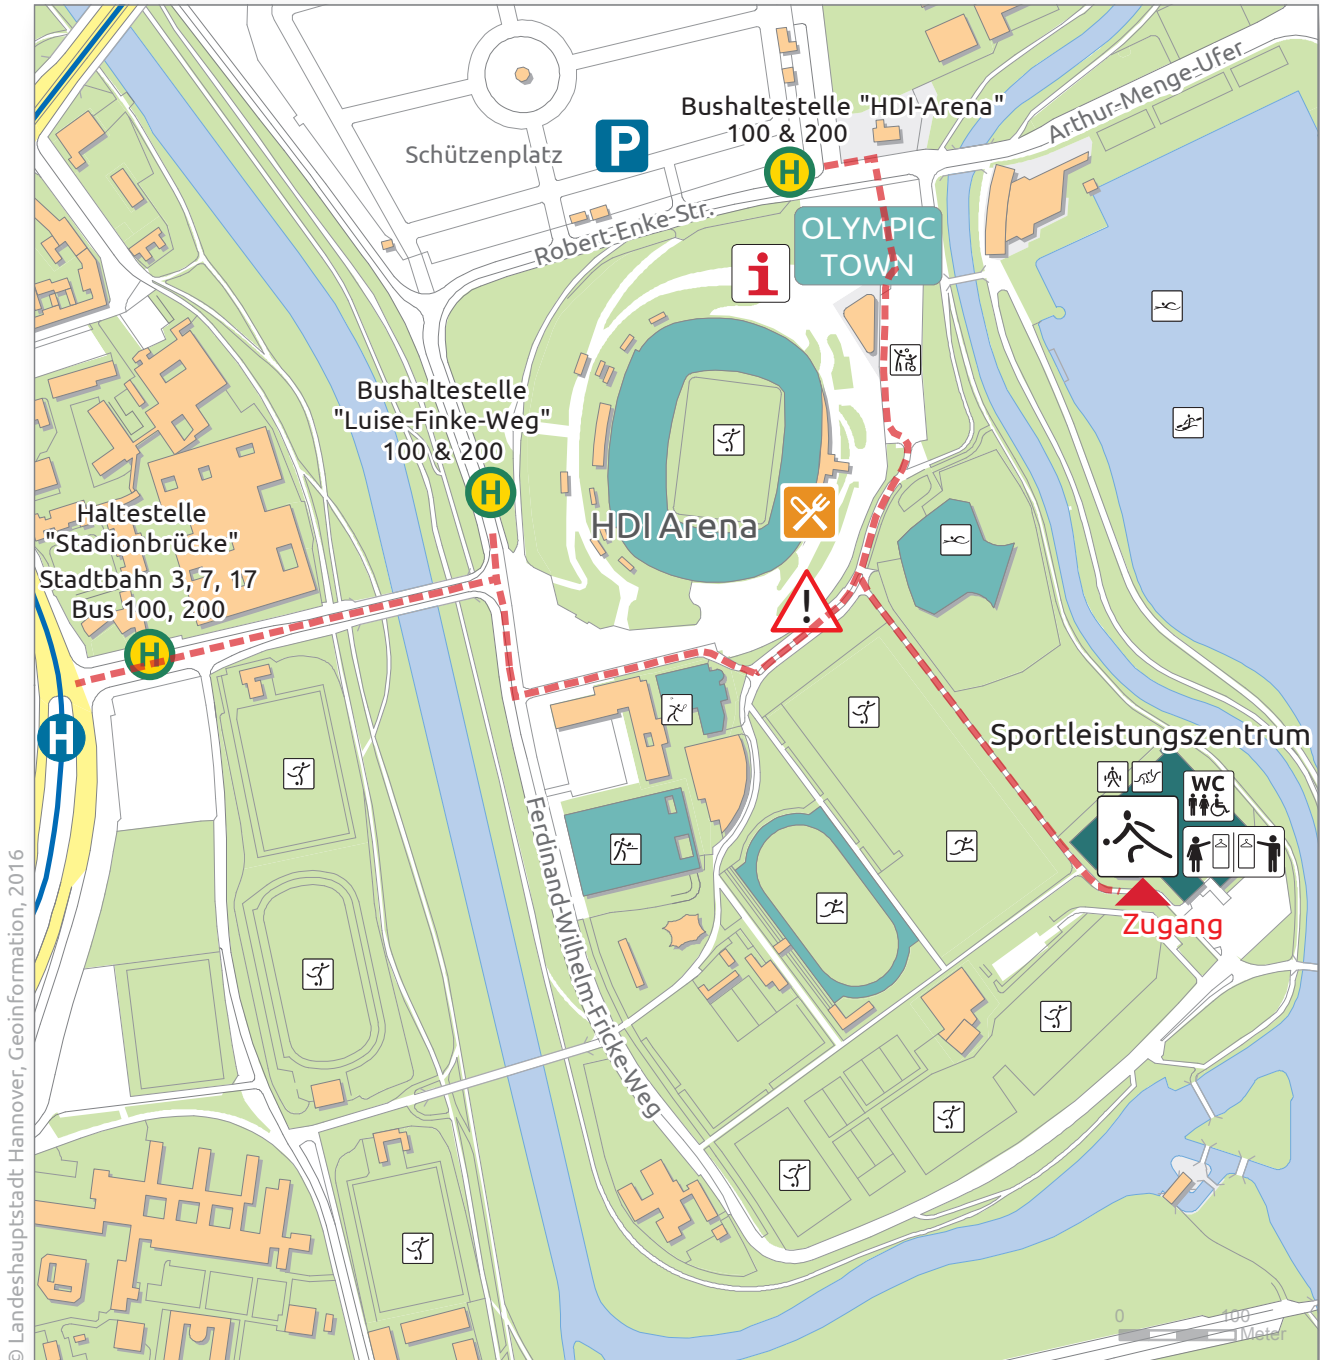 Arthur-Menge-Ufer
Bushaltestelle "HDI-Arena"
100 & 200
H
P
Schützenplatz
Robert-Enke-Str.
OLYMPIC
TOWN
i
Bushaltestelle
"Luise-Finke-Weg"
100 & 200
H
HDI Arena
Haltestelle
"Stadionbrücke"
Stadtbahn 3, 7, 17
Bus 100, 200
H
H
!
Sportleistungszentrum
WC
Zugang
Ferdinand-Wilhelm-Fricke-Weg
0 100
Meter
© Landeshauptstadt Hannover, Geoinformation, 2016